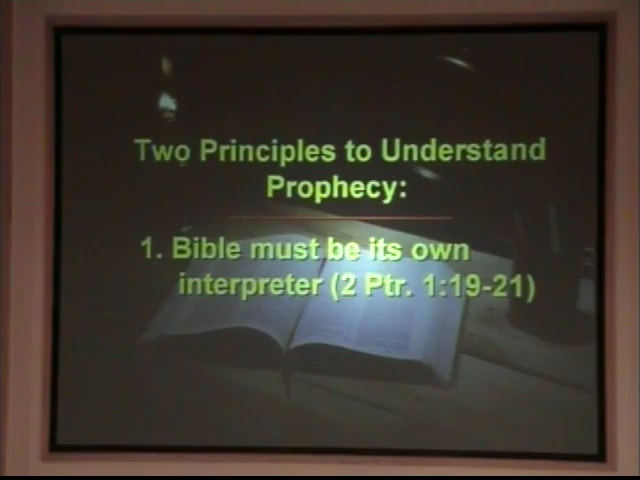 Two Principles to Understand
Prophecy:
1. Bible must be its own
interpreter (2 Ptr. 1:19-21)